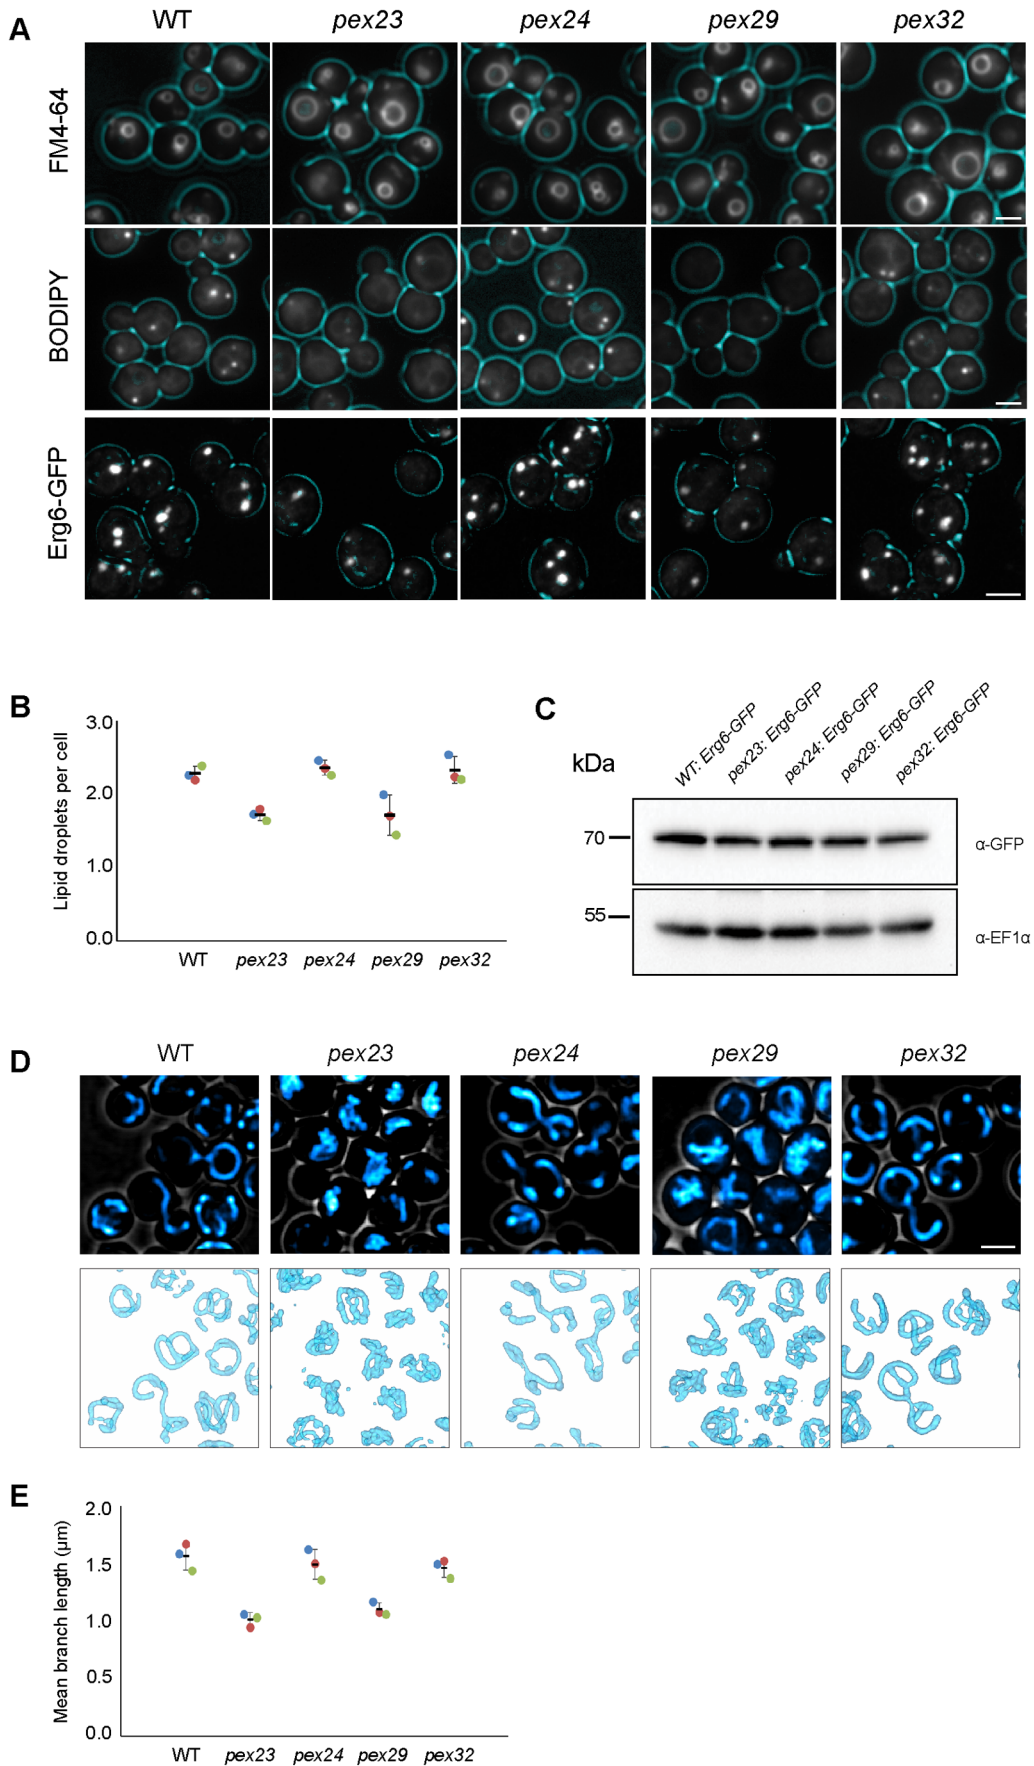 A
WT pex23 pex24 pex29 pex32
FM4-64
BODIPY
Erg6-GFP
B
Lipid droplets per cell
3.0
2.0
1.0
0.0
WT pex23 pex24 pex29 pex32
C
kDa
WT: Erg6-GFP
pex23: Erg6-GFP
pex24: Erg6-GFP
pex29: Erg6-GFP
pex32: Erg6-GFP
70
α-GFP
55
α-EF1α
D
WT pex23 pex24 pex29 pex32
E
Mean branch length (µm)
2.0
1.5
1.0
0.5
0.0
WT pex23 pex24 pex29 pex32